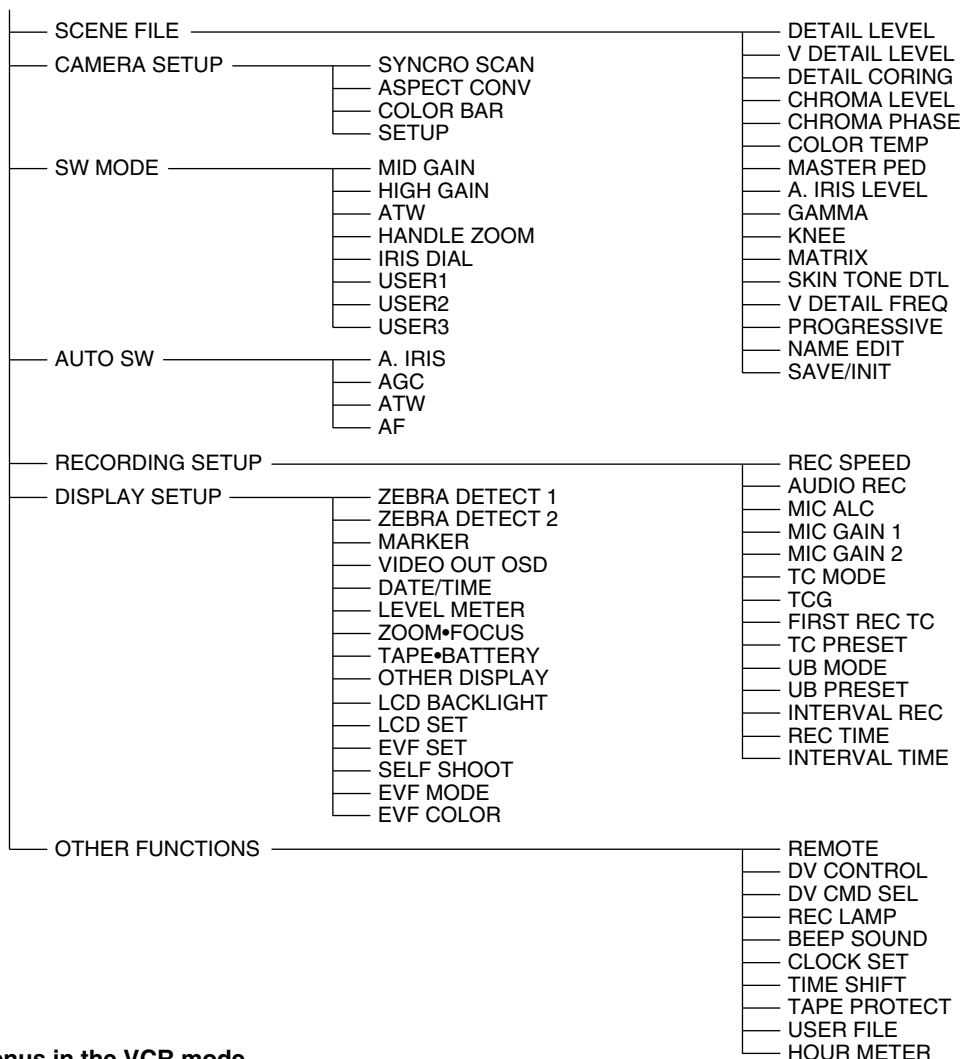 SCENE FILE
DETAIL LEVEL
V DETAIL LEVEL
DETAIL CORING
CHROMA LEVEL
CHROMA PHASE
COLOR TEMP
MASTER PED
A. IRIS LEVEL
GAMMA
KNEE
MATRIX
SKIN TONE DTL
V DETAIL FREQ
PROGRESSIVE
NAME EDIT
SAVE/INIT
CAMERA SETUP
SYNCRO SCAN
ASPECT CONV
COLOR BAR
SETUP
SW MODE
MID GAIN
HIGH GAIN
ATW
HANDLE ZOOM
IRIS DIAL
USER1
USER2
USER3
AUTO SW
A. IRIS
AGC
ATW
AF
RECORDING SETUP
REC SPEED
AUDIO REC
MIC ALC
MIC GAIN 1
MIC GAIN 2
TC MODE
TCG
FIRST REC TC
TC PRESET
UB MODE
UB PRESET
INTERVAL REC
REC TIME
INTERVAL TIME
DISPLAY SETUP
ZEBRA DETECT 1
ZEBRA DETECT 2
MARKER
VIDEO OUT OSD
DATE/TIME
LEVEL METER
ZOOM•FOCUS
TAPE•BATTERY
OTHER DISPLAY
LCD BACKLIGHT
LCD SET
EVF SET
SELF SHOOT
EVF MODE
EVF COLOR
OTHER FUNCTIONS
REMOTE
DV CONTROL
DV CMD SEL
REC LAMP
BEEP SOUND
CLOCK SET
TIME SHIFT
TAPE PROTECT
USER FILE
HOUR METER
in the VCR mode